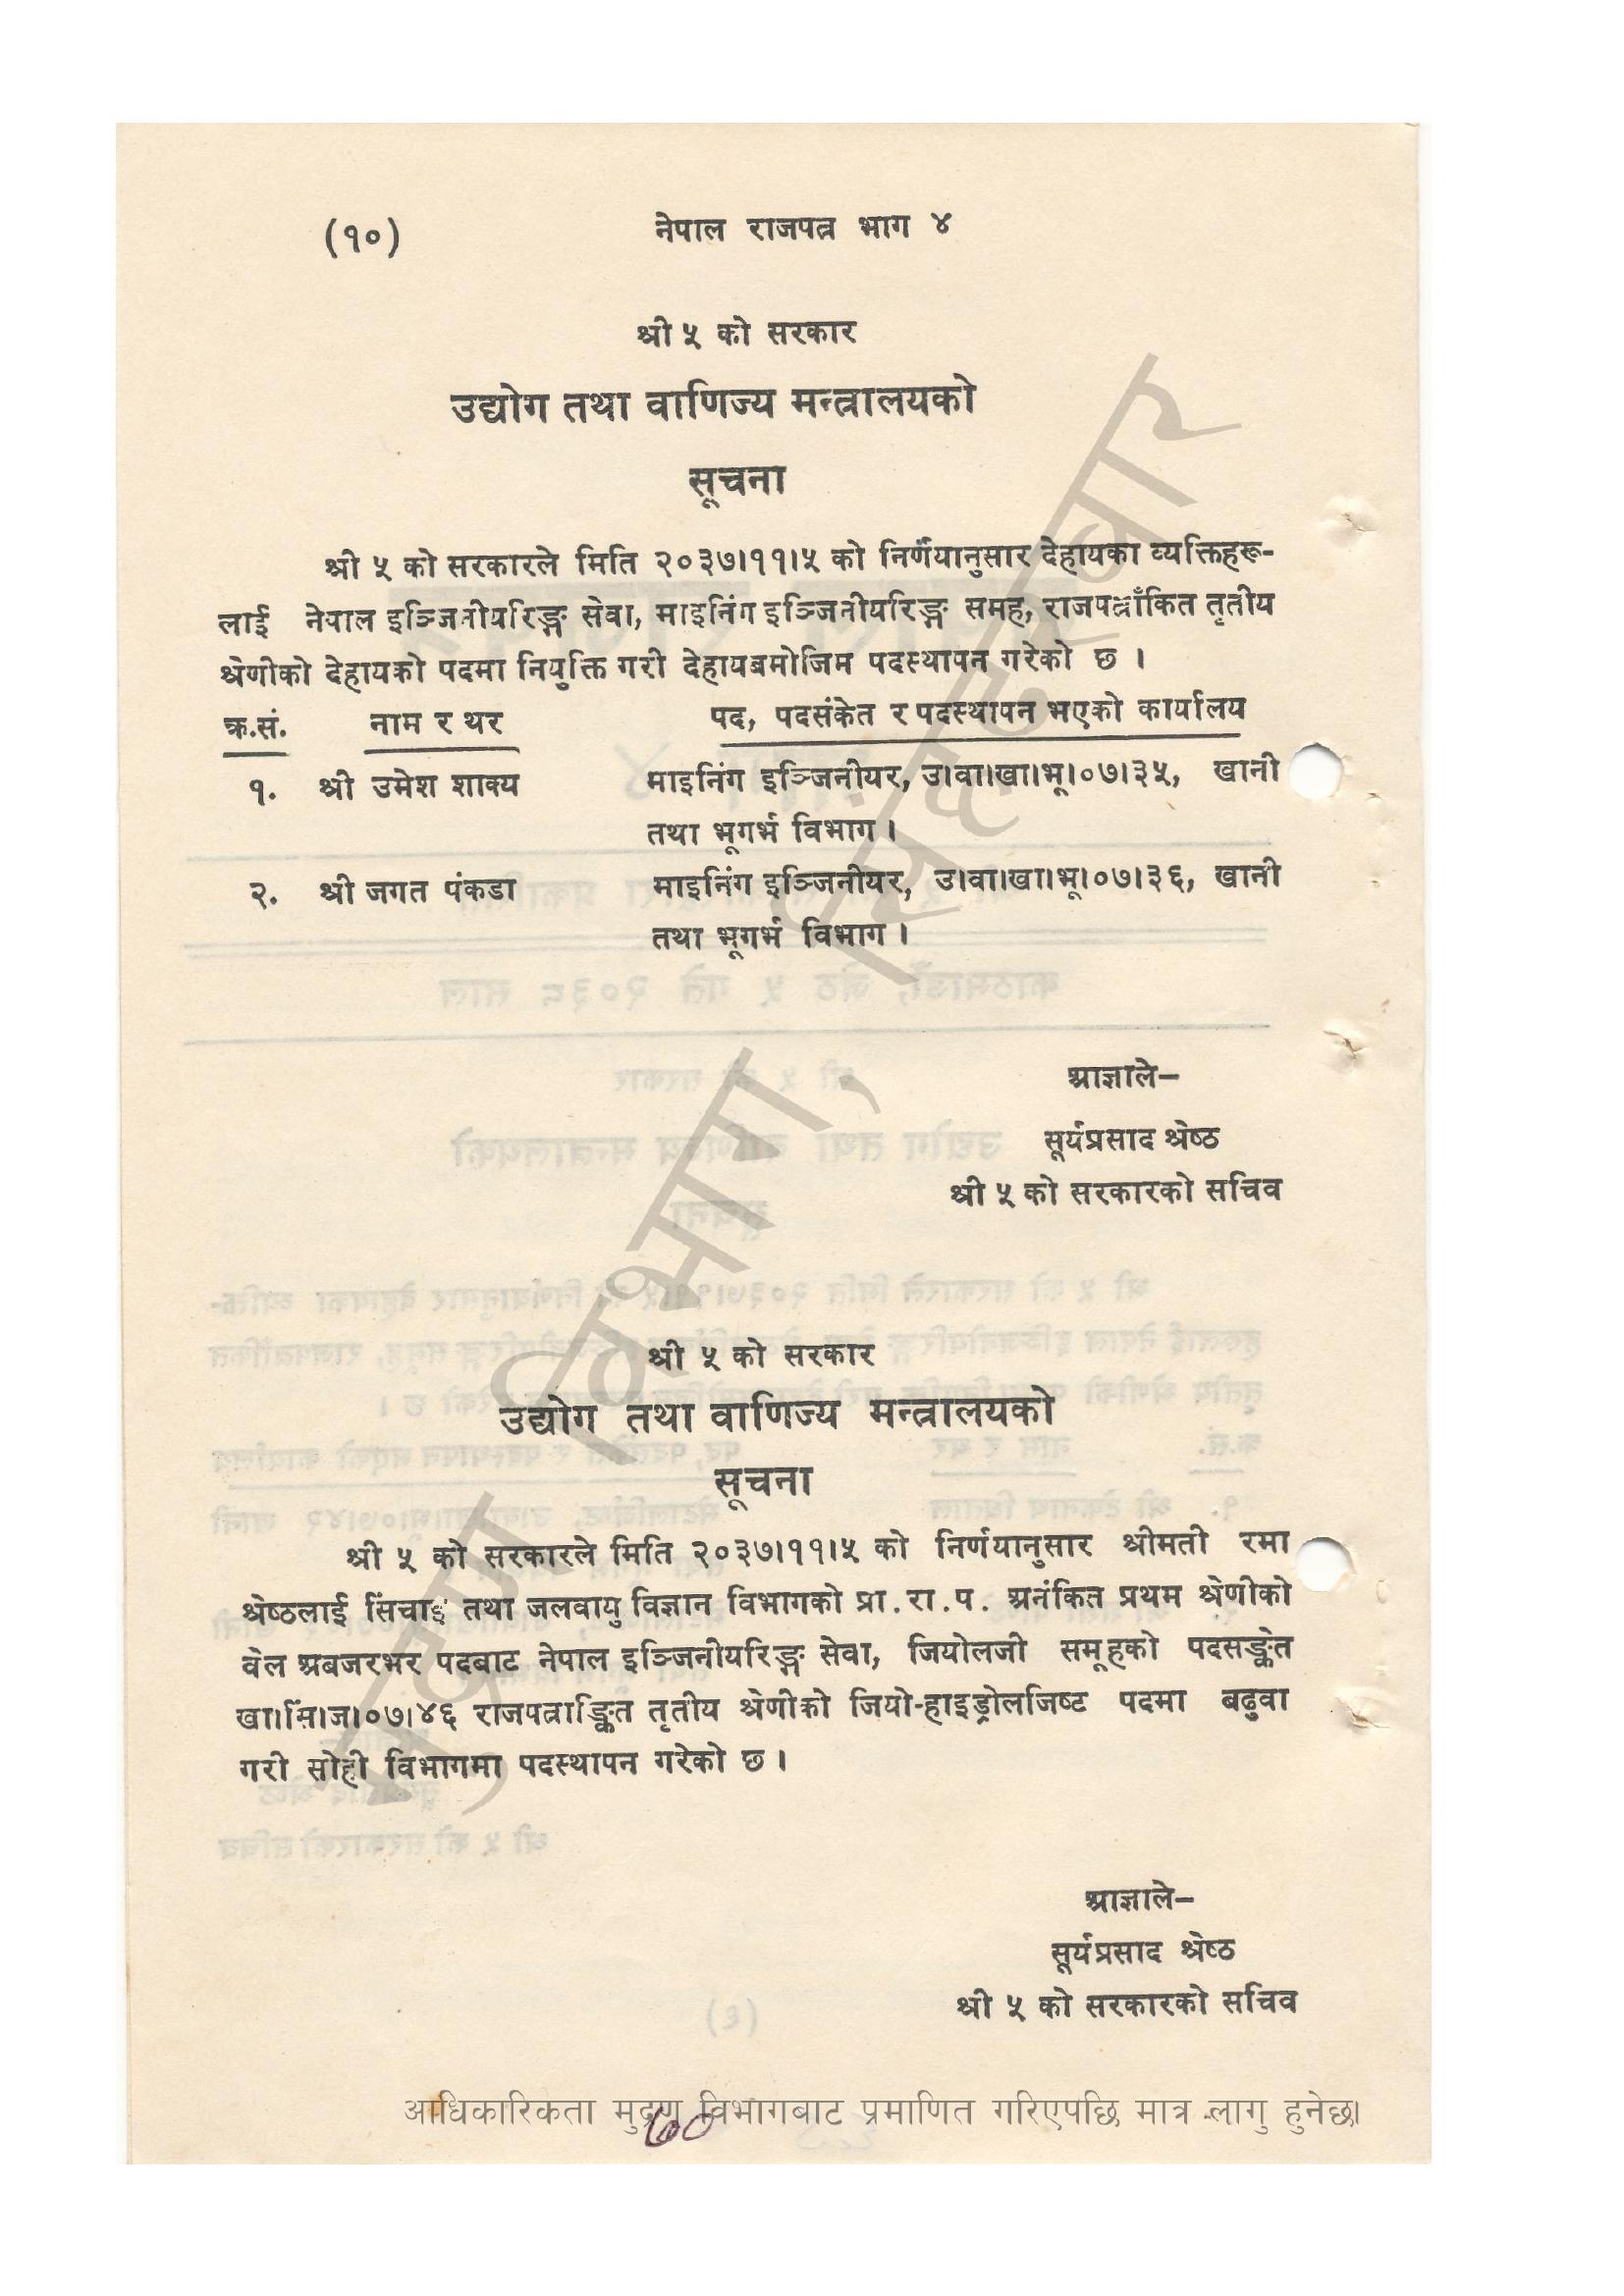 (१०)
नेपाल राजपत्र भाग ४
श्री ५ को सरकार
उद्योग तथा वाणिज्य मन्त्रालयको
सूचना
श्री ५ को सरकारले मिति २०३७।११।५ को निर्णयानुसार देहायका व्यक्तिहरू-
लाई नेपाल इञ्जिनीयरिङ्ग सेवा, माइनिंग इञ्जिनीयरिङ्ग समह, राजपत्राँकित तृतीय
श्रेणीको देहायको पदमा नियुक्ति गरी देहायबमोजिम पदस्थापन गरेको छ ।
क्र.सं. नाम र थर पद, पदसंकेत र पदस्थापन भएको कार्यालय
१. श्री उमेश शाक्य माइनिंग इञ्जिनीयर, उ।वा।खा।भू।०७।३५, खानी
तथा भूगर्भ विभाग ।
२. श्री जगत पंकडा माइनिंग इञ्जिनीयर, उ।वा।खा।भू।०७।३६, खानी
तथा भूगर्भ विभाग ।
आज्ञाले–
सूर्यप्रसाद श्रेष्ठ
श्री ५ को सरकारको सचिव
श्री ५ को सरकार
उद्योग तथा वाणिज्य मन्त्रालयको
सूचना
श्री ५ को सरकारले मिति २०३७।११।५ को निर्णयानुसार श्रीमती रमा
श्रेष्ठलाई सिंचाइ तथा जलवायु विज्ञान विभागको प्रा.रा.प. अनंकित प्रथम श्रेणीको
वेल अबजरभर पदबाट नेपाल इञ्जिनीयरिङ्ग सेवा, जियोलजी समूहको पदसङ्केत
खा।सिं।ज।०७।४६ राजपत्राङ्कित तृतीय श्रेणीको जियो-हाइड्रोलजिष्ट पदमा बढुवा
गरी सोही विभागमा पदस्थापन गरेको छ ।
आज्ञाले–
सूर्यप्रसाद श्रेष्ठ
श्री ५ को सरकारको सचिव
मुद्रण विभाग, सिंहदरबार
आधिकारिकता मुद्रण विभागबाट प्रमाणित गरिएपछि मात्र लागु हुनेछ।
७०